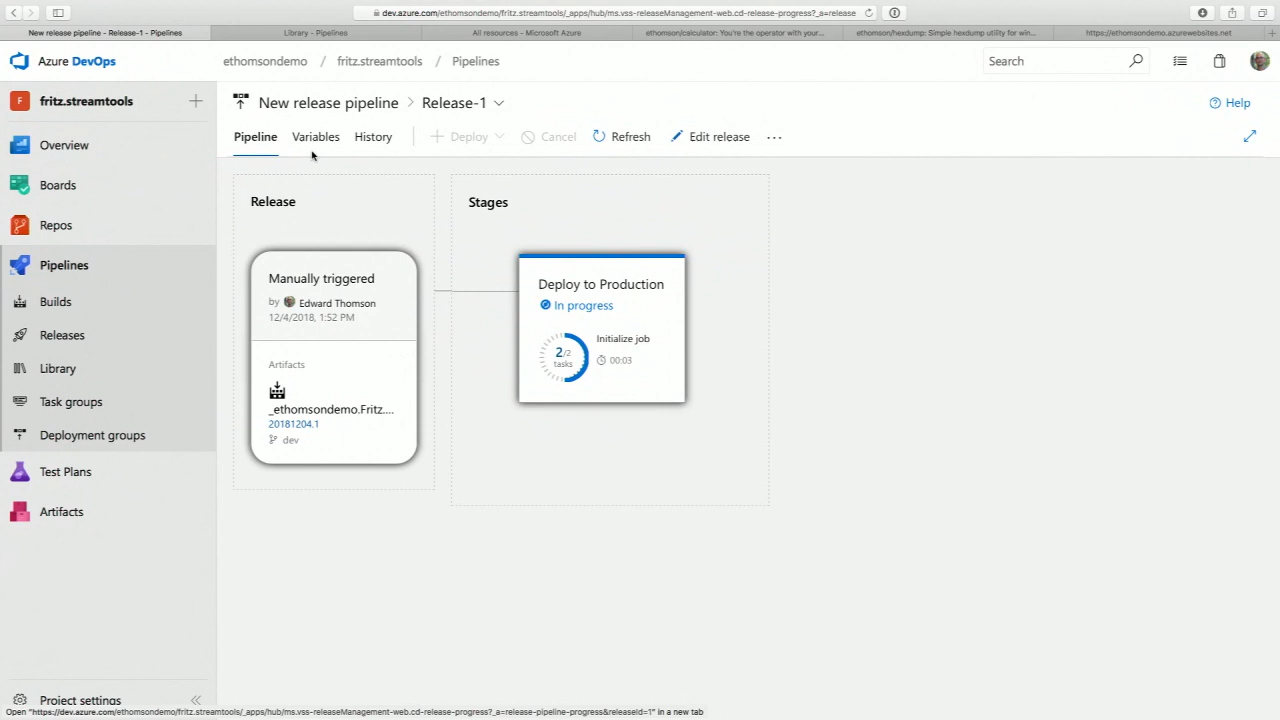 dev.azure.com/ethomsondemo/fritz.streamtools/_apps/hub/ms.vss-releaseManagement-web.cd-release-progress?_a=release
New release pipeline - Release-1 - Pipelines
Library - Pipelines
All resources - Microsoft Azure
ethomson/calculator: You're the operator with your...
ethomson/hexdump: Simple hexdump utility for win...
https://ethomsondemo.azurewebsites.net
Azure DevOps
ethomsondemo / fritz.streamtools / Pipelines
Search
F fritz.streamtools
New release pipeline > Release-1
Help
Overview
Boards
Repos
Pipelines
Builds
Releases
Library
Task groups
Deployment groups
Test Plans
Artifacts
Project settings
Pipeline Variables History
Deploy Cancel Refresh Edit release ...
Release
Manually triggered
by Edward Thomson
12/4/2018, 1:52 PM
Artifacts
_ethomsondemo.Fritz....
20181204.1
dev
Stages
Deploy to Production
In progress
2/2
tasks
Initialize job
00:03
Open "https://dev.azure.com/ethomsondemo/fritz.streamtools/_apps/hub/ms.vss-releaseManagement-web.cd-release-progress?_a=release-pipeline-progress&releaseId=1" in a new tab